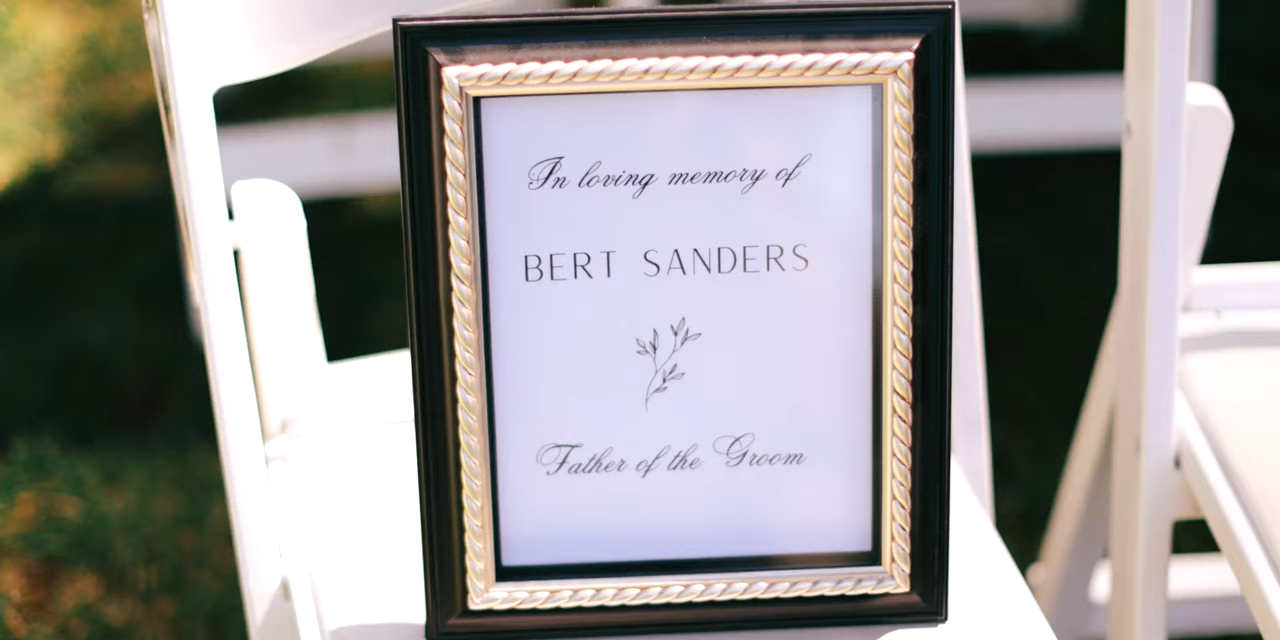 In loving memory of
BERT SANDERS
Father of the Groom